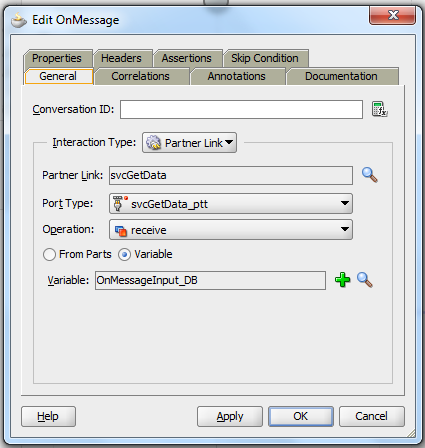 Edit OnMessage
Properties Headers Assertions Skip Condition
General Correlations Annotations Documentation
Conversation ID:
Interaction Type: Partner Link
Partner Link: svcGetData
Port Type: svcGetData_ptt
Operation: receive
From Parts Variable
Variable: OnMessageInput_DB
Help Apply OK Cancel